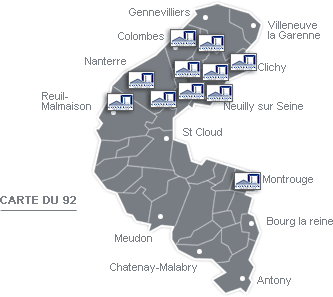 Gennevilliers
Villeneuve
la Garenne
Colombes
Nanterre
Clichy
Reuil-
Malmaison
Neuilly sur Seine
St Cloud
Montrouge
CARTE DU 92
Bourg la reine
Meudon
Chatenay-Malabry
Antony